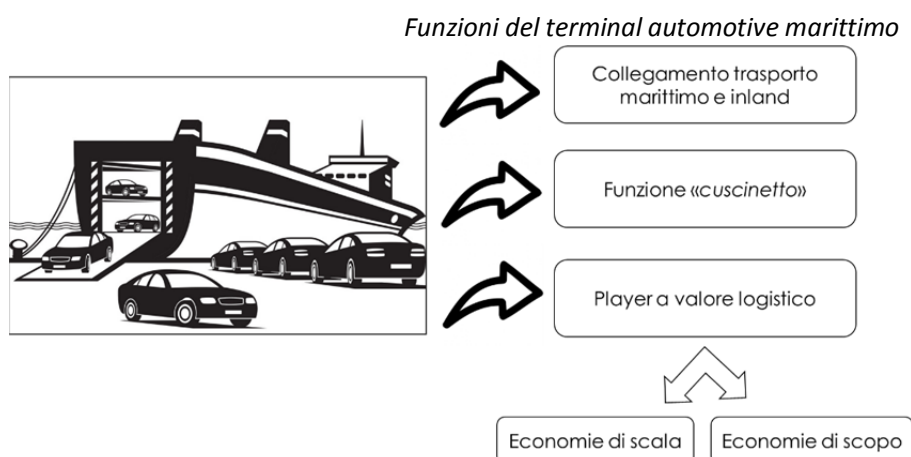 Funzioni del terminal automotive marittimo
Collegamento trasporto
marittimo e inland
Funzione «cuscinetto»
Player a valore logistico
Economie di scala
Economie di scopo